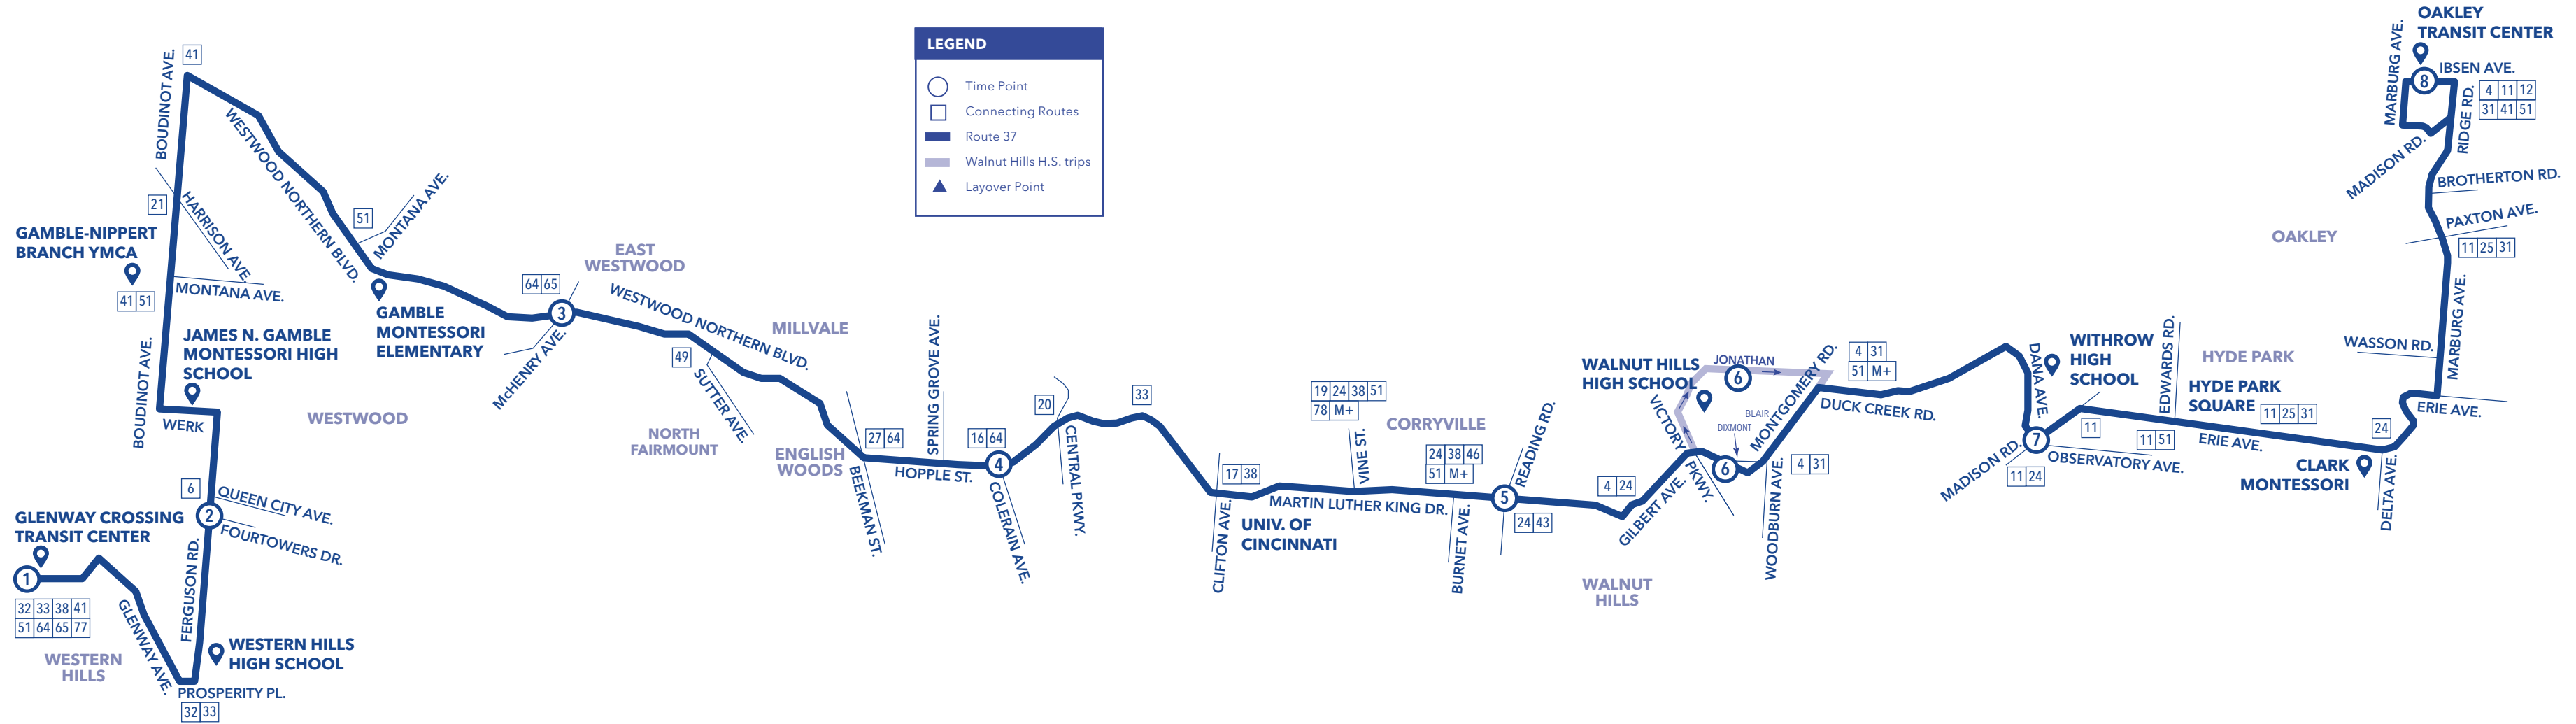 LEGEND
Time Point
Connecting Routes
Route 37
Walnut Hills H.S. trips
Layover Point
41
BOUDINOT AVE.
WESTWOOD NORTHERN BLVD.
21
HARRISON AVE.
GAMBLE-NIPPERT
BRANCH YMCA
41 51
MONTANA AVE.
51
MONTANA AVE.
GAMBLE
MONTESSORI
ELEMENTARY
JAMES N. GAMBLE
MONTESSORI HIGH
SCHOOL
BOUDINOT AVE.
WERK
WESTWOOD
6
QUEEN CITY AVE.
2
FOURTOWERS DR.
GLENWAY CROSSING
TRANSIT CENTER
1
32 33 38 41
51 64 65 77
WESTERN
HILLS
GLENWAY AVE.
FERGUSON RD.
WESTERN HILLS
HIGH SCHOOL
PROSPERITY PL.
32 33
64 65
3
McHENRY AVE.
EAST
WESTWOOD
WESTWOOD NORTHERN BLVD.
49
SUTTER AVE.
NORTH
FAIRMOUNT
MILLVALE
ENGLISH
WOODS
BEEKMAN ST.
27 64
SPRING GROVE AVE.
HOPPLE ST.
16 64
4
COLERAIN AVE.
20
CENTRAL PKWY.
33
17 38
CLIFTON AVE.
UNIV. OF
CINCINNATI
19 24 38 51
78 M+
VINE ST.
MARTIN LUTHER KING DR.
CORRYVILLE
24 38 46
51 M+
BURNET AVE.
READING RD.
5
24 43
4 24
GILBERT AVE.
WALNUT
HILLS
WALNUT HILLS
HIGH SCHOOL
VICTORY
PKWY.
JONATHAN
6
BLAIR
DIXMONT
6
MONTGOMERY RD.
WOODBURN AVE.
4 31
4 31
51 M+
DUCK CREEK RD.
DANA AVE.
WITHROW
HIGH
SCHOOL
7
MADISON RD.
11 24
OBSERVATORY AVE.
11
11 51
EDWARDS RD.
HYDE PARK
HYDE PARK
SQUARE
11 25 31
ERIE AVE.
CLARK
MONTESSORI
24
DELTA AVE.
ERIE AVE.
WASSON RD.
MARBURG AVE.
11 25 31
PAXTON AVE.
BROTHERTON RD.
OAKLEY
MADISON RD.
RIDGE RD.
MARBURG AVE.
OAKLEY
TRANSIT CENTER
8
IBSEN AVE.
4 11 12
31 41 51